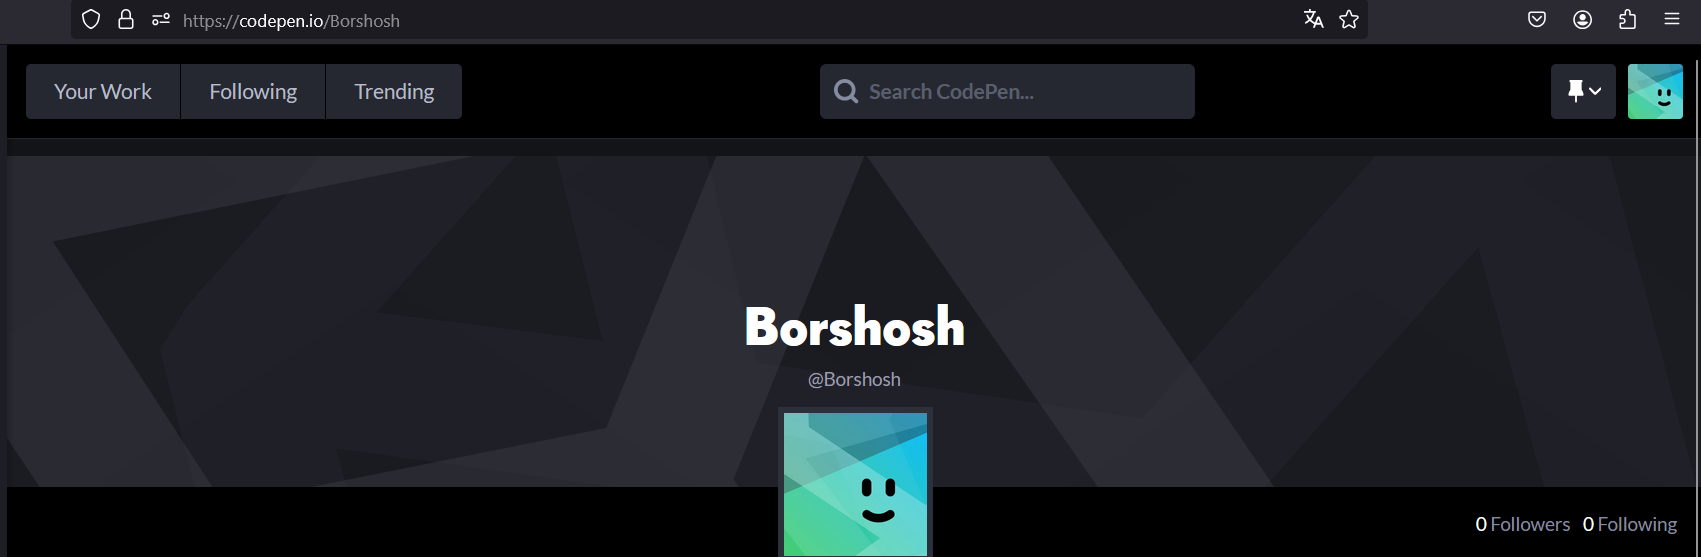 https://codepen.io/Borshosh
Your Work Following Trending Search CodePen...
Borshosh
@Borshosh
0 Followers 0 Following